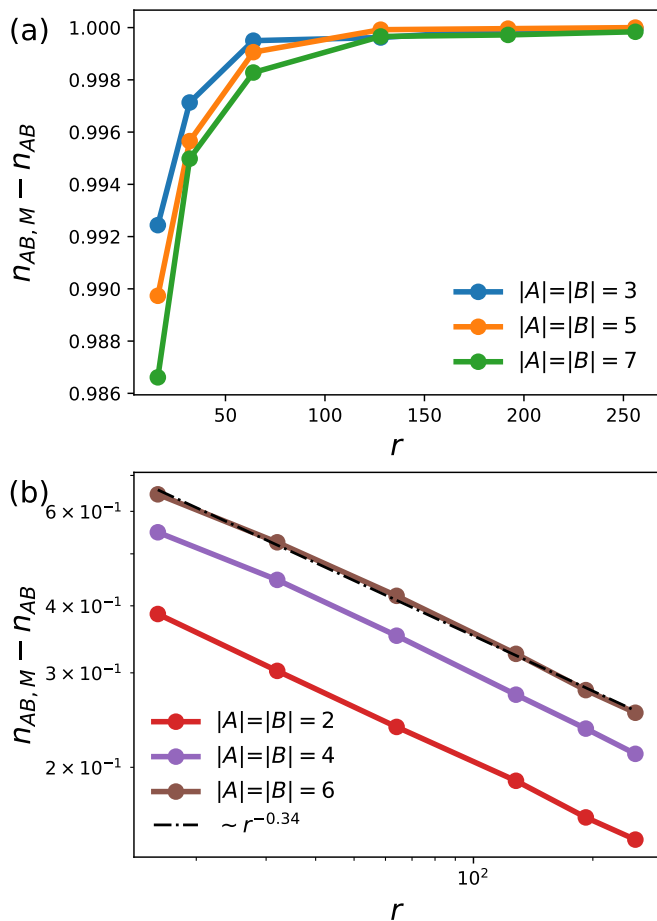 (a)
1.000
0.998
0.996
0.994
0.992
0.990
0.988
0.986
n_{AB, M} − n_{AB}
|A|=|B| = 3
|A|=|B| = 5
|A|=|B| = 7
50 100 150 200 250
r
(b)
6 × 10⁻¹
4 × 10⁻¹
3 × 10⁻¹
2 × 10⁻¹
n_{AB, M} − n_{AB}
|A|=|B| = 2
|A|=|B| = 4
|A|=|B| = 6
∼ r^{−0.34}
10²
r